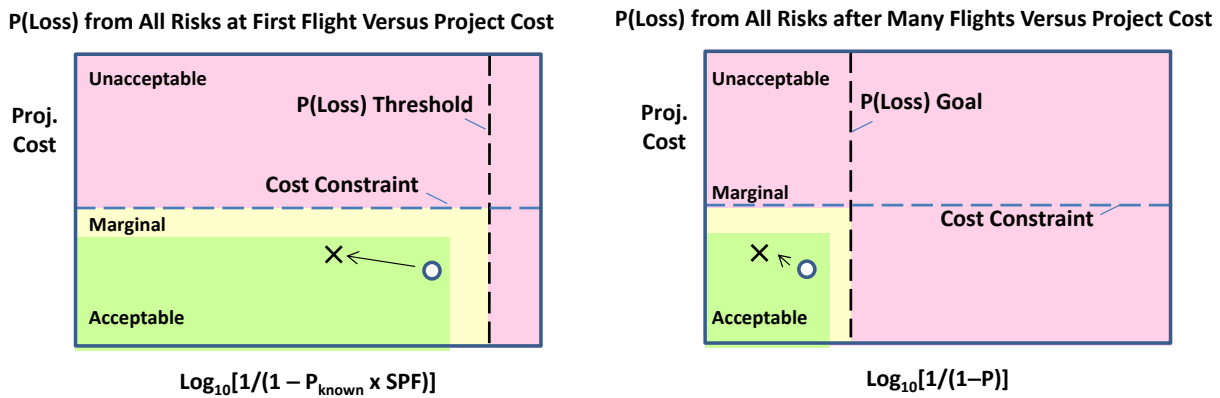 P(Loss) from All Risks at First Flight Versus Project Cost
Unacceptable
P(Loss) Threshold
Proj.
Cost
Cost Constraint
Marginal
Acceptable
Log10[1/(1 – Pknown x SPF)]
P(Loss) from All Risks after Many Flights Versus Project Cost
Unacceptable
P(Loss) Goal
Proj.
Cost
Marginal
Cost Constraint
Acceptable
Log10[1/(1–P)]